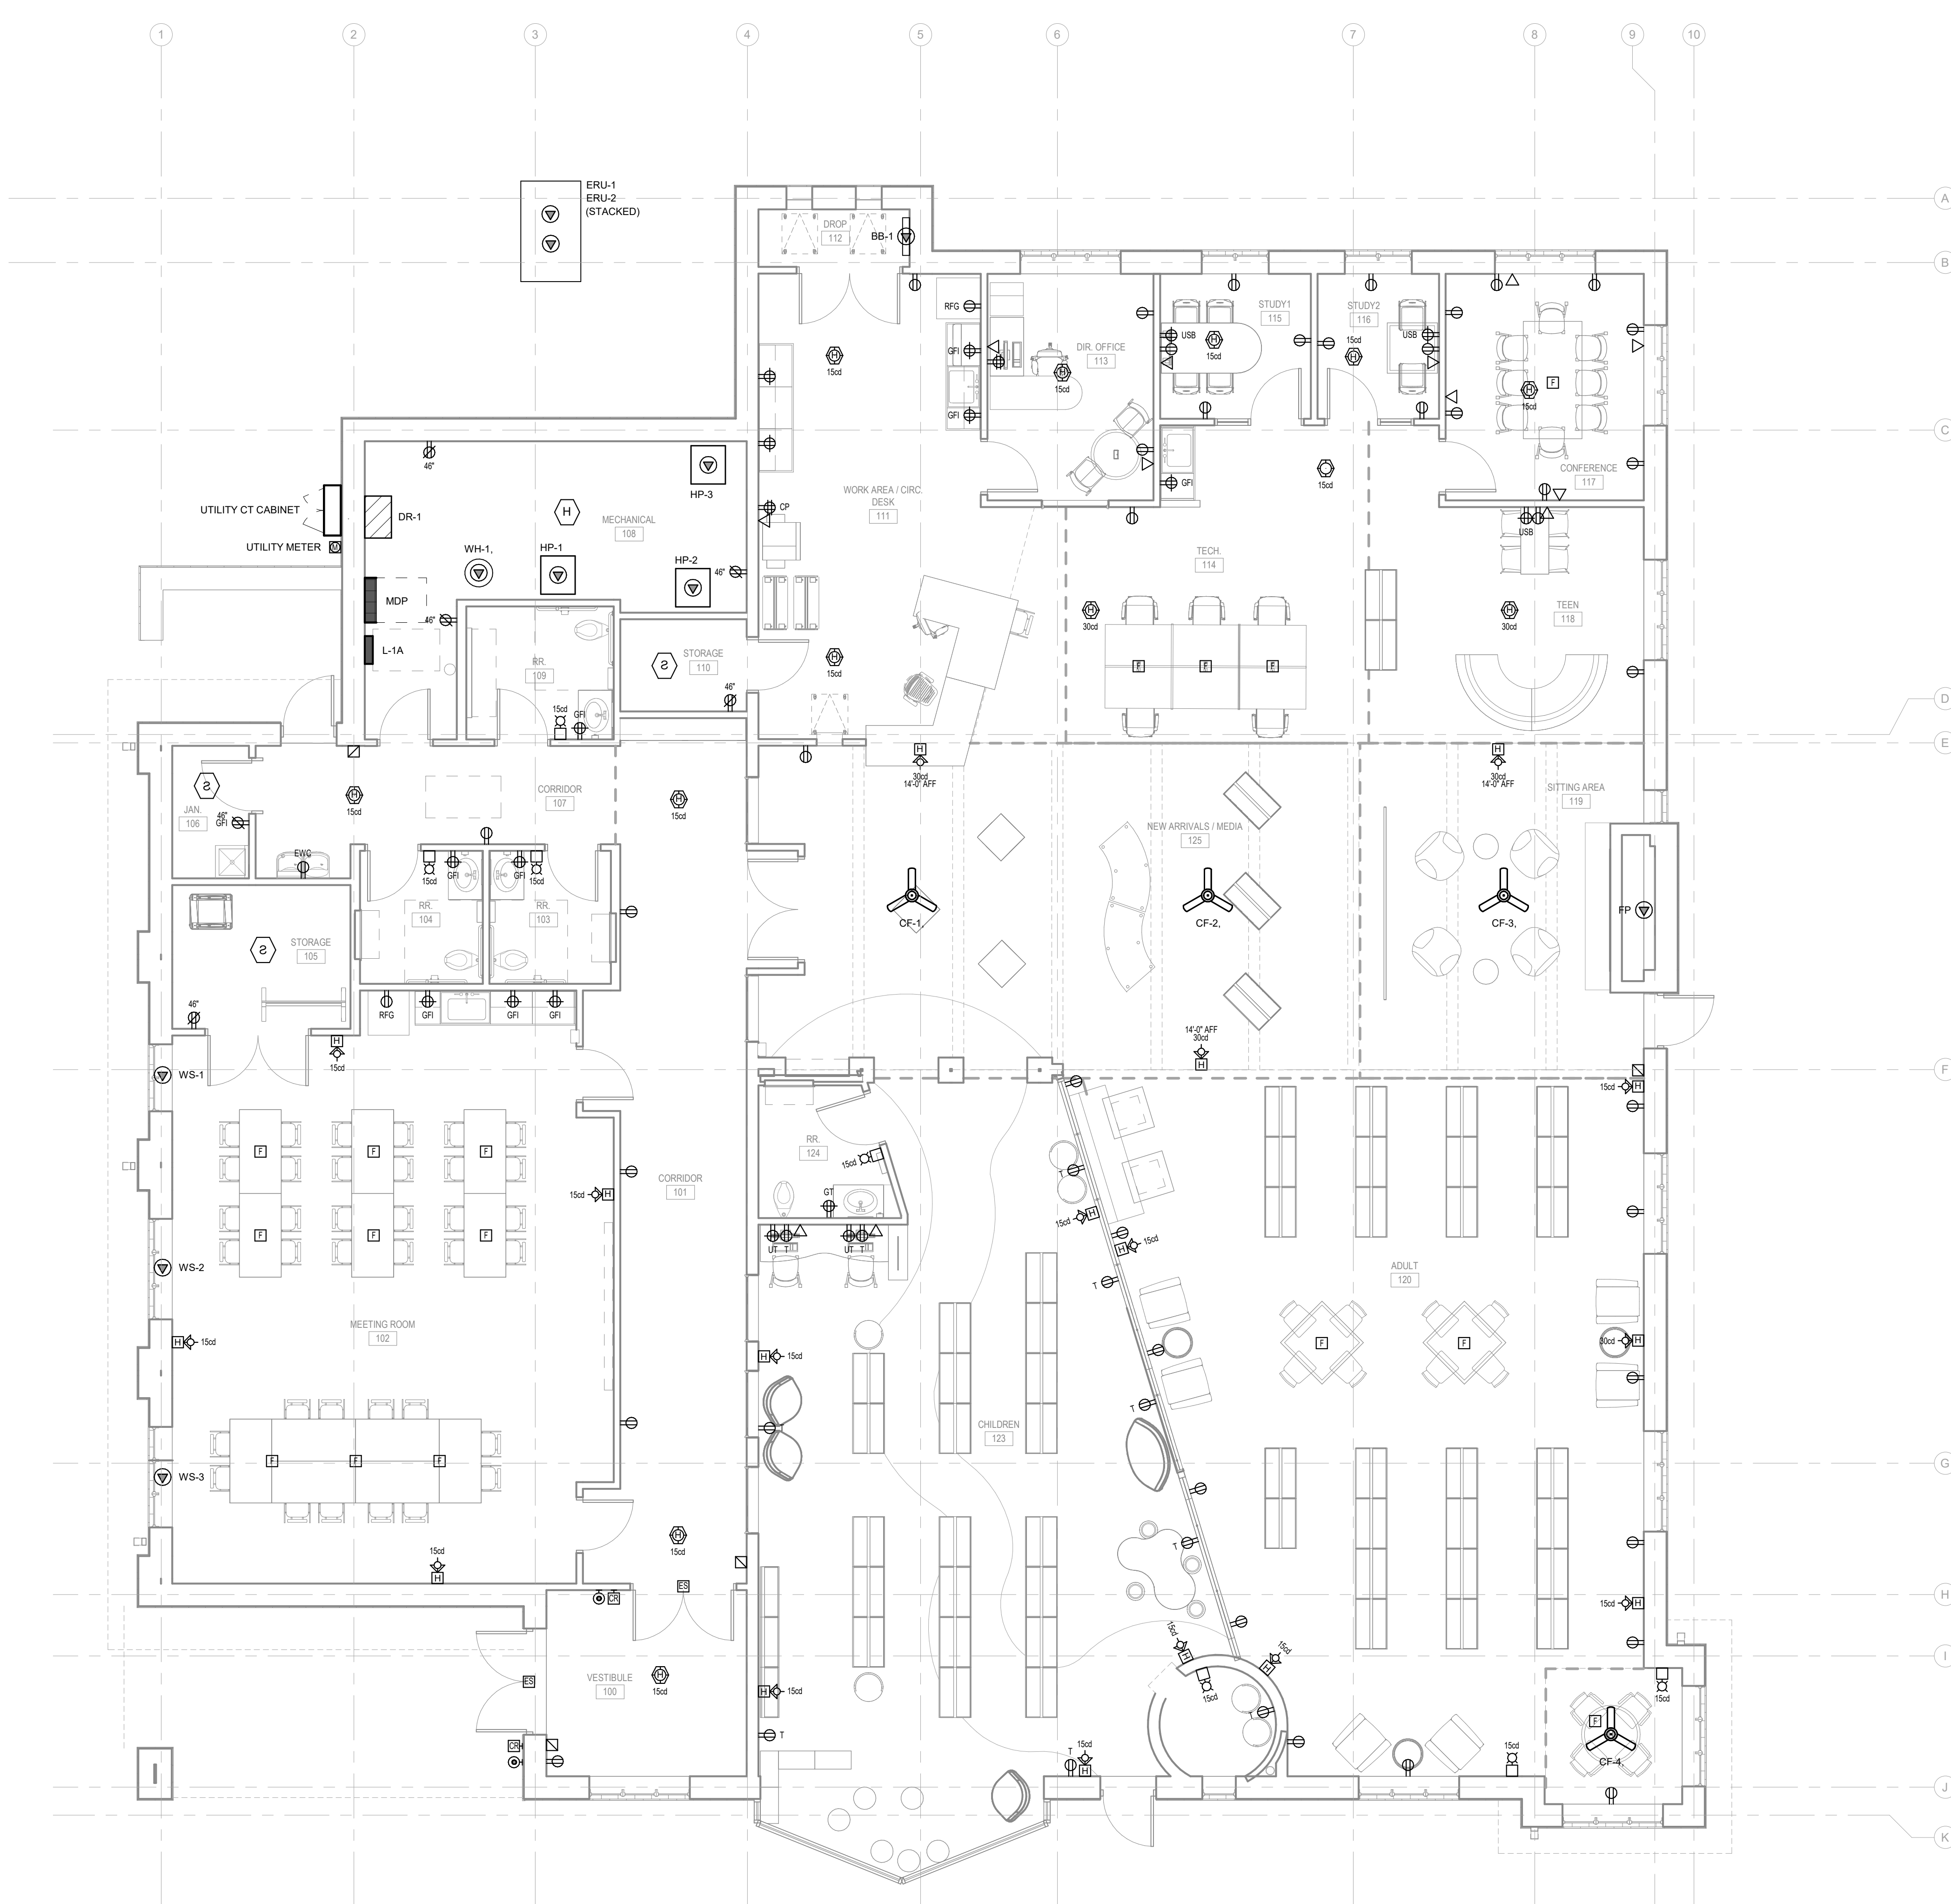 1
2
3
4
5
6
7
8
9
10
A
B
C
D
E
F
G
H
I
J
K
ERU-1
ERU-2
(STACKED)
DROP
112
BB-1
RFG
GFI
GFI
15cd
DIR. OFFICE
113
15cd
STUDY1
115
USB
15cd
STUDY2
116
15cd
USB
F
15cd
CONFERENCE
117
46"
HP-3
UTILITY CT CABINET
DR-1
UTILITY METER
M
H
MECHANICAL
108
WORK AREA / CIRC.
DESK
111
CP
GFI
15cd
USB
WH-1,
HP-1
HP-2
46"
TECH.
114
MDP
46"
L-1A
RR.
109
STORAGE
110
46"
15cd
GFI
15cd
30cd
F
F
F
30cd
TEEN
118
H
30cd
14'-0" AFF
H
30cd
14'-0" AFF
SITTING AREA
119
JAN.
106
46"
GFI
15cd
CORRIDOR
107
15cd
EWC
NEW ARRIVALS / MEDIA
125
15cd
GFI
GFI
15cd
RR.
104
RR.
103
CF-1,
CF-2,
CF-3,
FP
STORAGE
105
46"
RFG
GFI
GFI
GFI
H
15cd
14'-0" AFF
30cd
H
WS-1
15cd
H
RR.
124
15cd
GT
F
F
F
15cd
H
CORRIDOR
101
T
15cd
H
F
F
F
UT
T
UT
T
H
15cd
WS-2
T
ADULT
120
MEETING ROOM
102
H
15cd
H
15cd
F
F
30cd
H
T
CHILDREN
123
F
F
F
WS-3
15cd
H
15cd
T
ES
CR
15cd
H
VESTIBULE
100
15cd
ES
H
15cd
15cd
H
15cd
H
15cd
T
15cd
CR
T
T
15cd
H
15cd
F
CF-4,